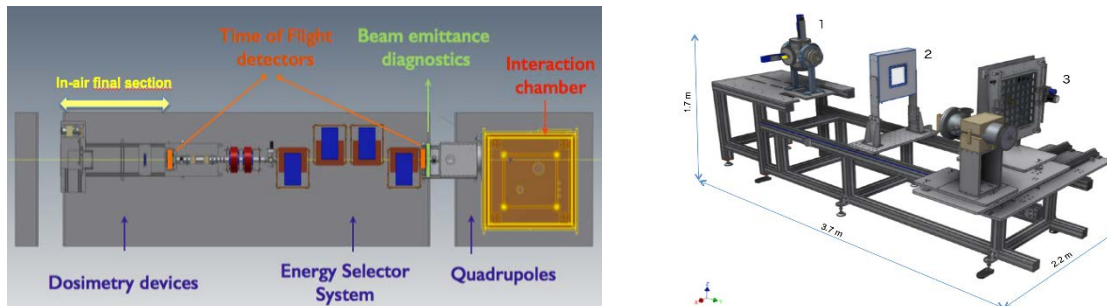 Time of Flight
detectors
Beam emittance
diagnostics
In-air final section
Interaction
chamber
Dosimetry devices
Energy Selector
System
Quadrupoles
1
2
3
1.7 m
3.7 m
2.2 m